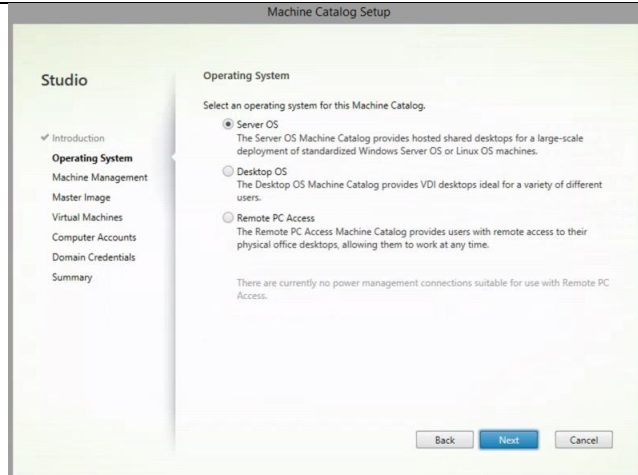 Machine Catalog Setup
Studio
Introduction
Operating System
Machine Management
Master Image
Virtual Machines
Computer Accounts
Domain Credentials
Summary
Operating System
Select an operating system for this Machine Catalog.
Server OS
The Server OS Machine Catalog provides hosted shared desktops for a large-scale
deployment of standardized Windows Server OS or Linux OS machines.
Desktop OS
The Desktop OS Machine Catalog provides VDI desktops ideal for a variety of different
users.
Remote PC Access
The Remote PC Access Machine Catalog provides users with remote access to their
physical office desktops, allowing them to work at any time.
There are currently no power management connections suitable for use with Remote PC
Access.
Back
Next
Cancel